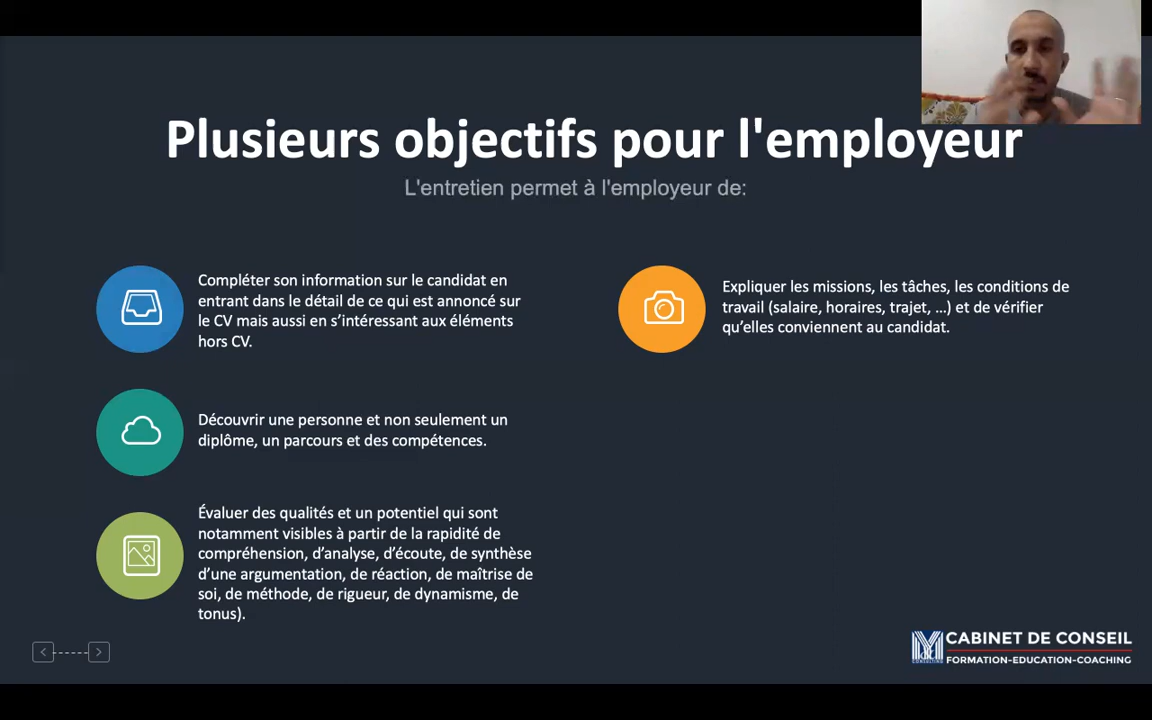 Plusieurs objectifs pour l'employeur
L'entretien permet à l'employeur de:
Compléter son information sur le candidat en
entrant dans le détail de ce qui est annoncé sur
le CV mais aussi en s’intéressant aux éléments
hors CV.
Découvrir une personne et non seulement un
diplôme, un parcours et des compétences.
Évaluer des qualités et un potentiel qui sont
notamment visibles à partir de la rapidité de
compréhension, d’analyse, d’écoute, de synthèse
d’une argumentation, de réaction, de maîtrise de
soi, de méthode, de rigueur, de dynamisme, de
tonus).
Expliquer les missions, les tâches, les conditions de
travail (salaire, horaires, trajet, ...) et de vérifier
qu’elles conviennent au candidat.
CABINET DE CONSEIL
FORMATION-EDUCATION-COACHING
CONSULTING